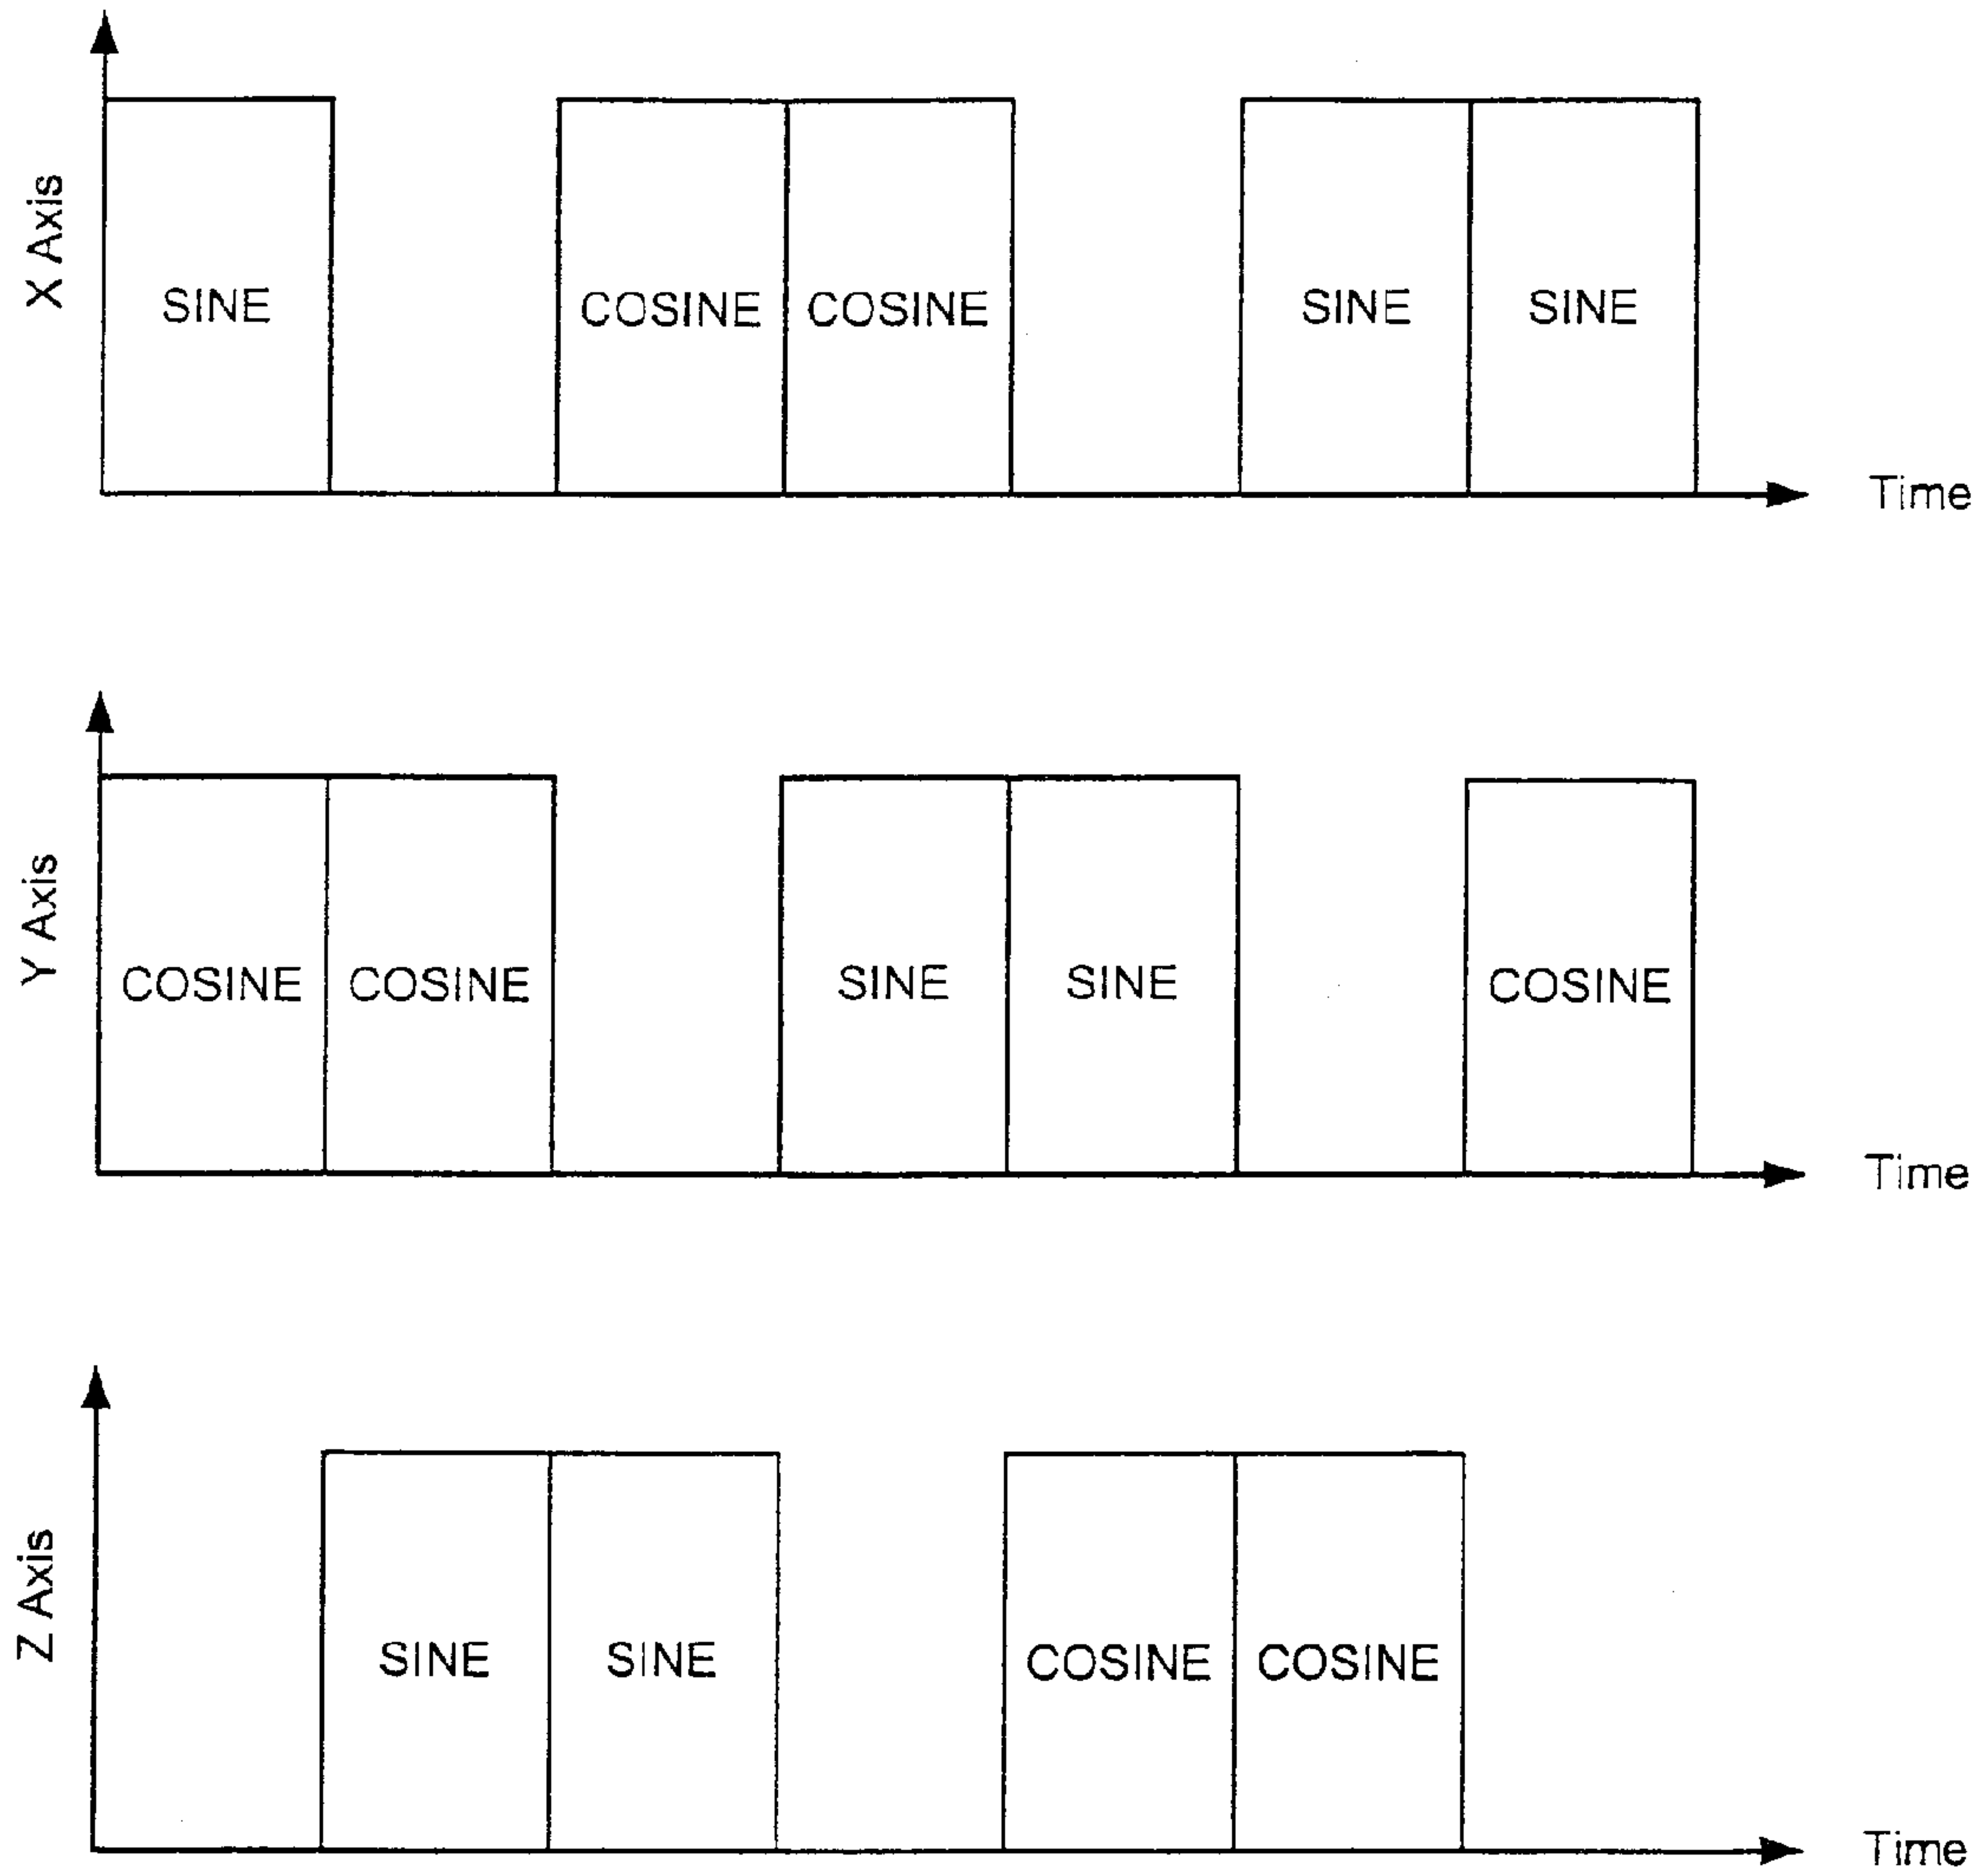 X Axis
SINE
COSINE COSINE
SINE SINE
Time
Y Axis
COSINE COSINE
SINE SINE
COSINE
Time
Z Axis
SINE SINE
COSINE COSINE
Time